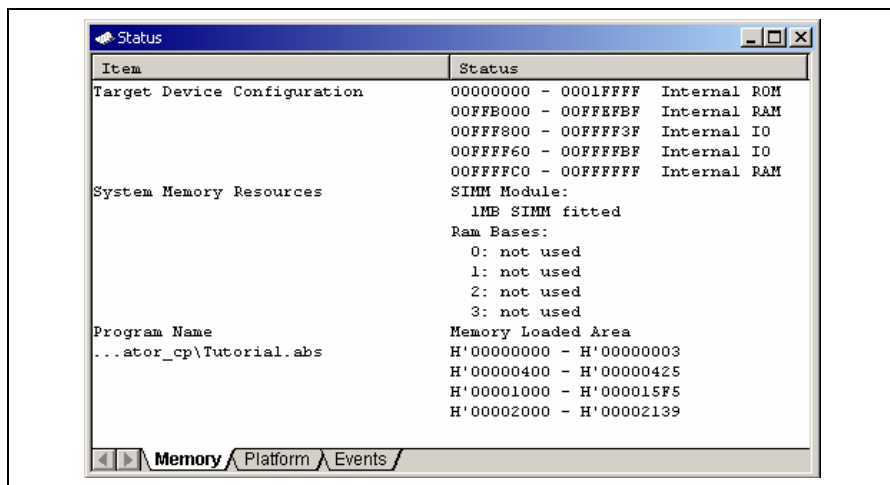 Status
Item Status
Target Device Configuration 00000000 - 0001FFFF Internal ROM
00FFB000 - 00FFEFBF Internal RAM
00FFF800 - 00FFFF3F Internal IO
00FFFF60 - 00FFFFBF Internal IO
00FFFFC0 - 00FFFFFF Internal RAM
System Memory Resources SIMM Module:
1MB SIMM fitted
Ram Bases:
0: not used
1: not used
2: not used
3: not used
Program Name Memory Loaded Area
...ator_cp\Tutorial.abs H'00000000 - H'00000003
H'00000400 - H'00000425
H'00001000 - H'000015F5
H'00002000 - H'00002139
Memory Platform Events